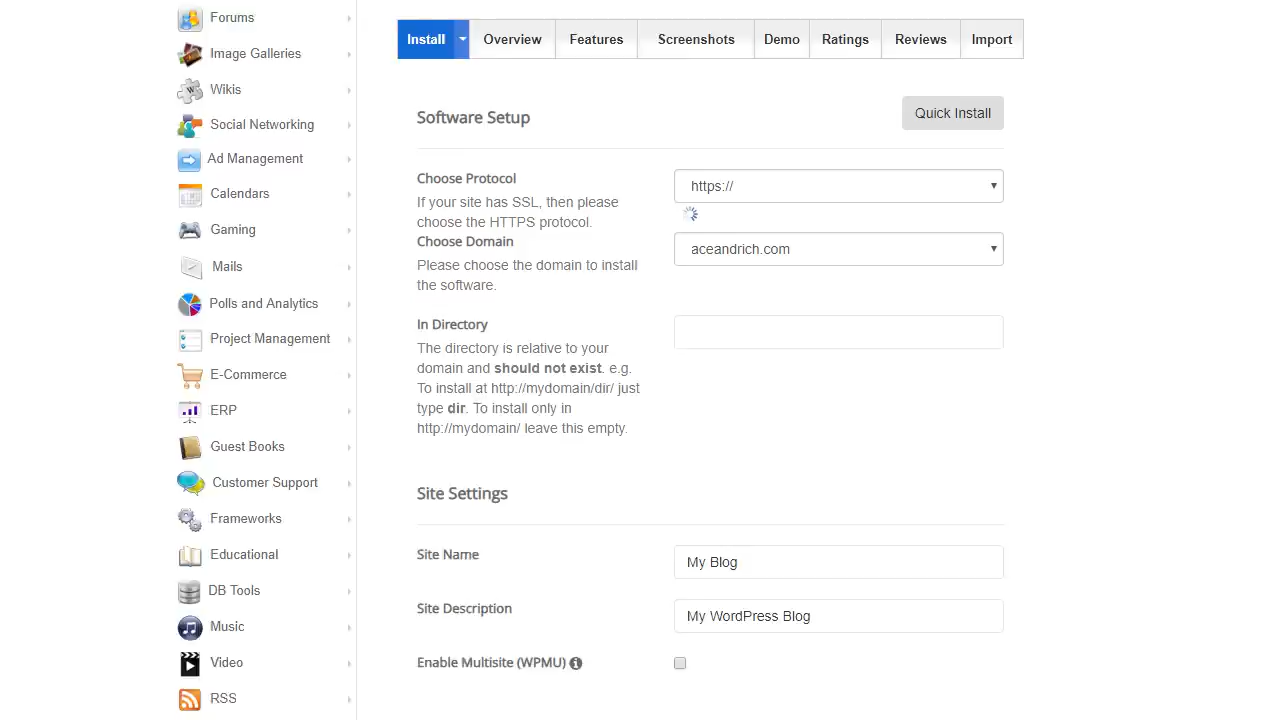 Forums
Image Galleries
Wikis
Social Networking
Ad Management
Calendars
Gaming
Mails
Polls and Analytics
Project Management
E-Commerce
ERP
Guest Books
Customer Support
Frameworks
Educational
DB Tools
Music
Video
RSS
Install Overview Features Screenshots Demo Ratings Reviews Import
Software Setup
Quick Install
Choose Protocol
If your site has SSL, then please
choose the HTTPS protocol.
https://
Choose Domain
Please choose the domain to install
the software.
aceandrich.com
In Directory
The directory is relative to your
domain and should not exist. e.g.
To install at http://mydomain/dir/ just
type dir. To install only in
http://mydomain/ leave this empty.
Site Settings
Site Name
My Blog
Site Description
My WordPress Blog
Enable Multisite (WPMU)